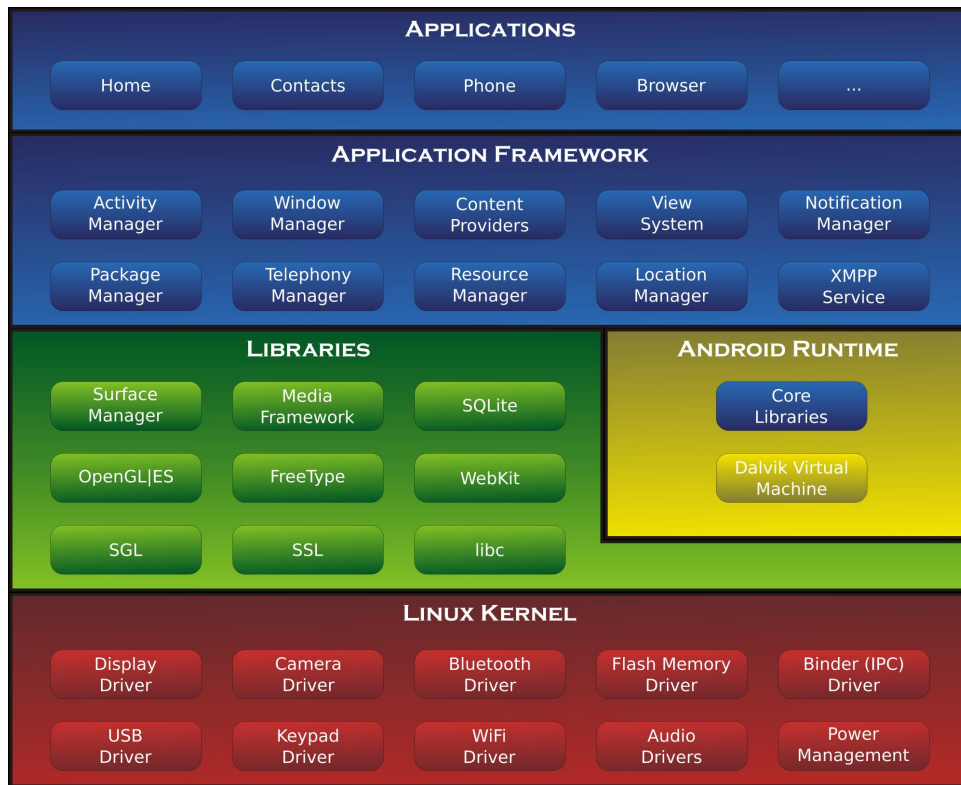 APPLICATIONS
Home
Contacts
Phone
Browser
...
APPLICATION FRAMEWORK
Activity
Manager
Window
Manager
Content
Providers
View
System
Notification
Manager
Package
Manager
Telephony
Manager
Resource
Manager
Location
Manager
XMPP
Service
LIBRARIES
Surface
Manager
Media
Framework
SQLite
OpenGL|ES
FreeType
WebKit
SGL
SSL
libc
ANDROID RUNTIME
Core
Libraries
Dalvik Virtual
Machine
LINUX KERNEL
Display
Driver
Camera
Driver
Bluetooth
Driver
Flash Memory
Driver
Binder (IPC)
Driver
USB
Driver
Keypad
Driver
WiFi
Driver
Audio
Drivers
Power
Management